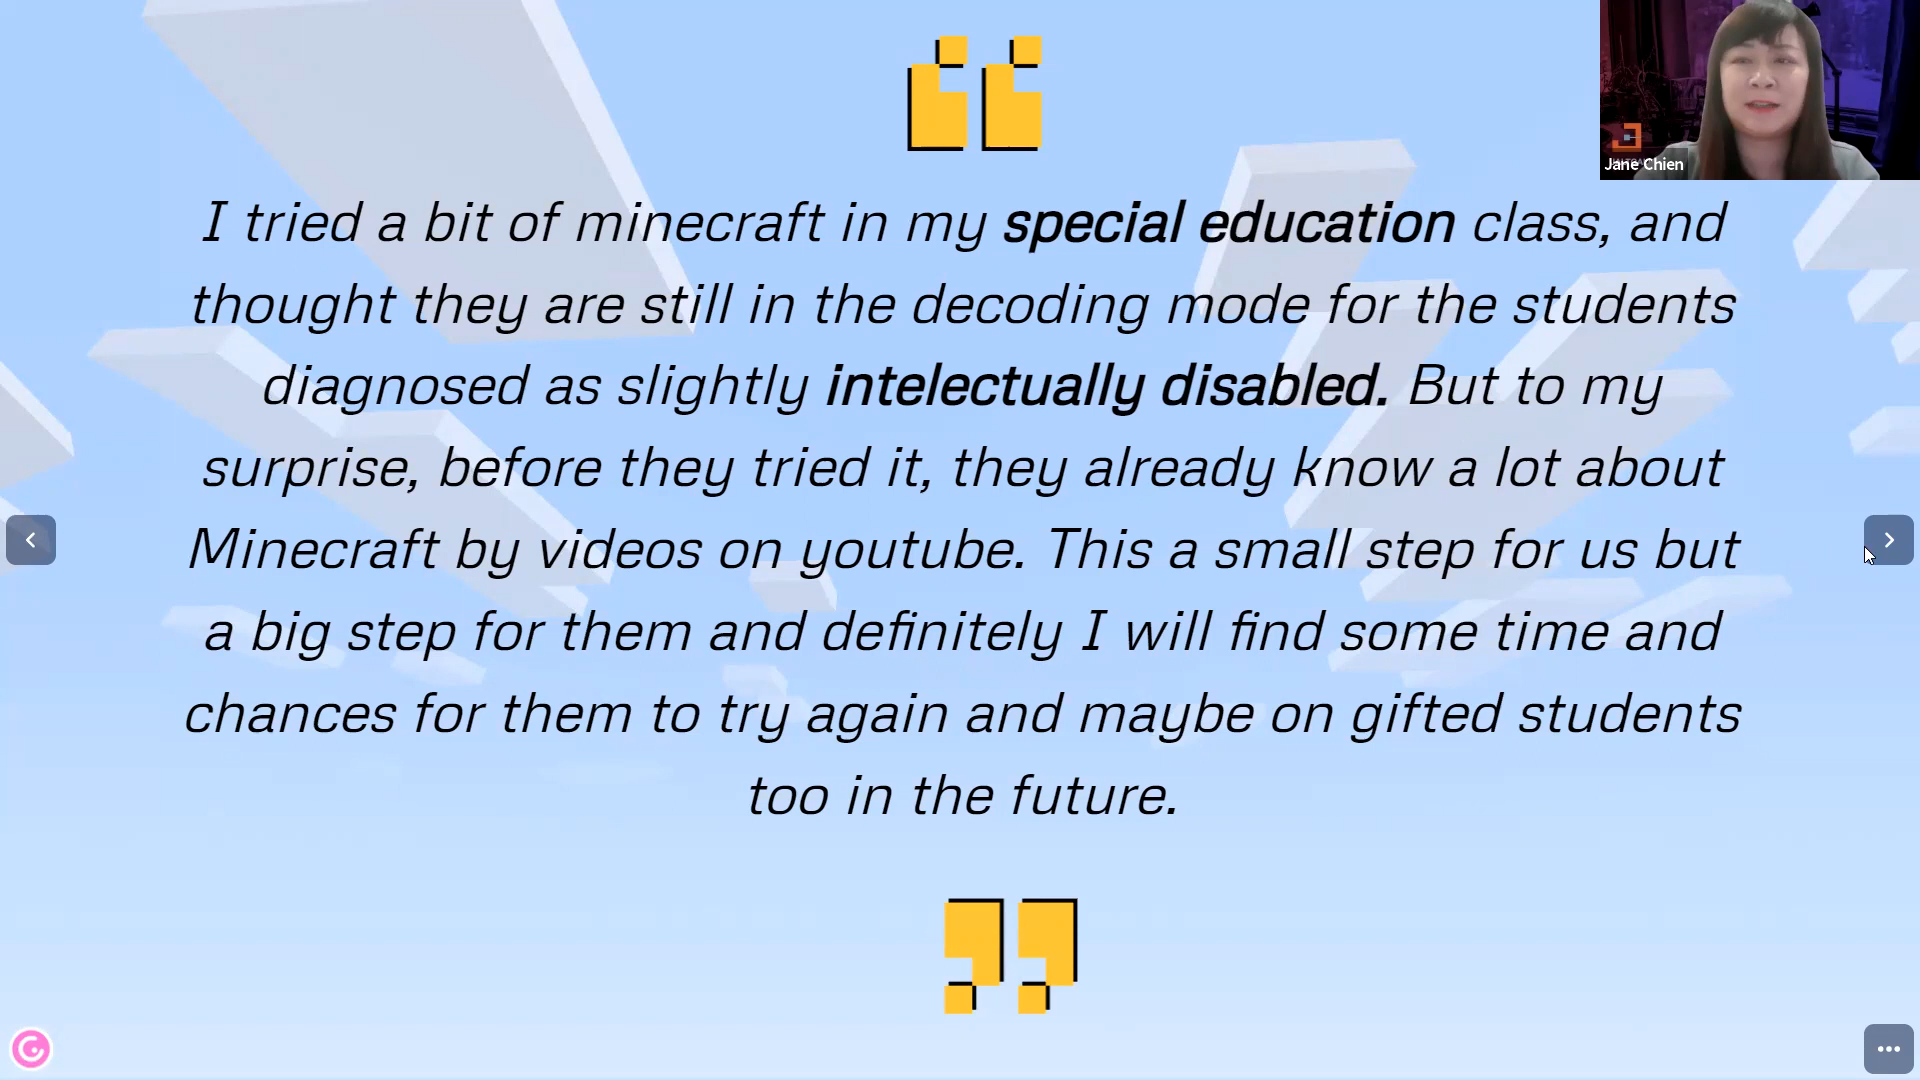 Jane Chien
I tried a bit of minecraft in my special education class, and
thought they are still in the decoding mode for the students
diagnosed as slightly intelectually disabled. But to my
surprise, before they tried it, they already know a lot about
Minecraft by videos on youtube. This a small step for us but
a big step for them and definitely I will find some time and
chances for them to try again and maybe on gifted students
too in the future.